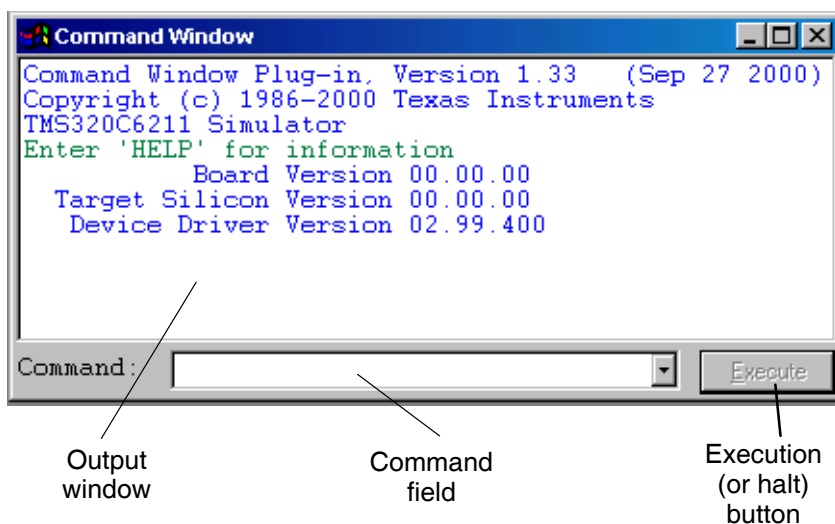 Command Window
Command Window Plug-in, Version 1.33 (Sep 27 2000)
Copyright (c) 1986-2000 Texas Instruments
TMS320C6211 Simulator
Enter 'HELP' for information
Board Version 00.00.00
Target Silicon Version 00.00.00
Device Driver Version 02.99.400
Command: Execute
Output
window
Command
field
Execution
(or halt)
button